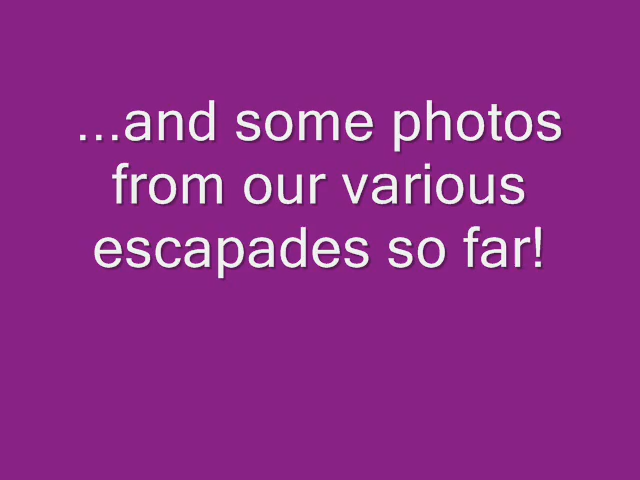 ...and some photos
from our various
escapades so far!